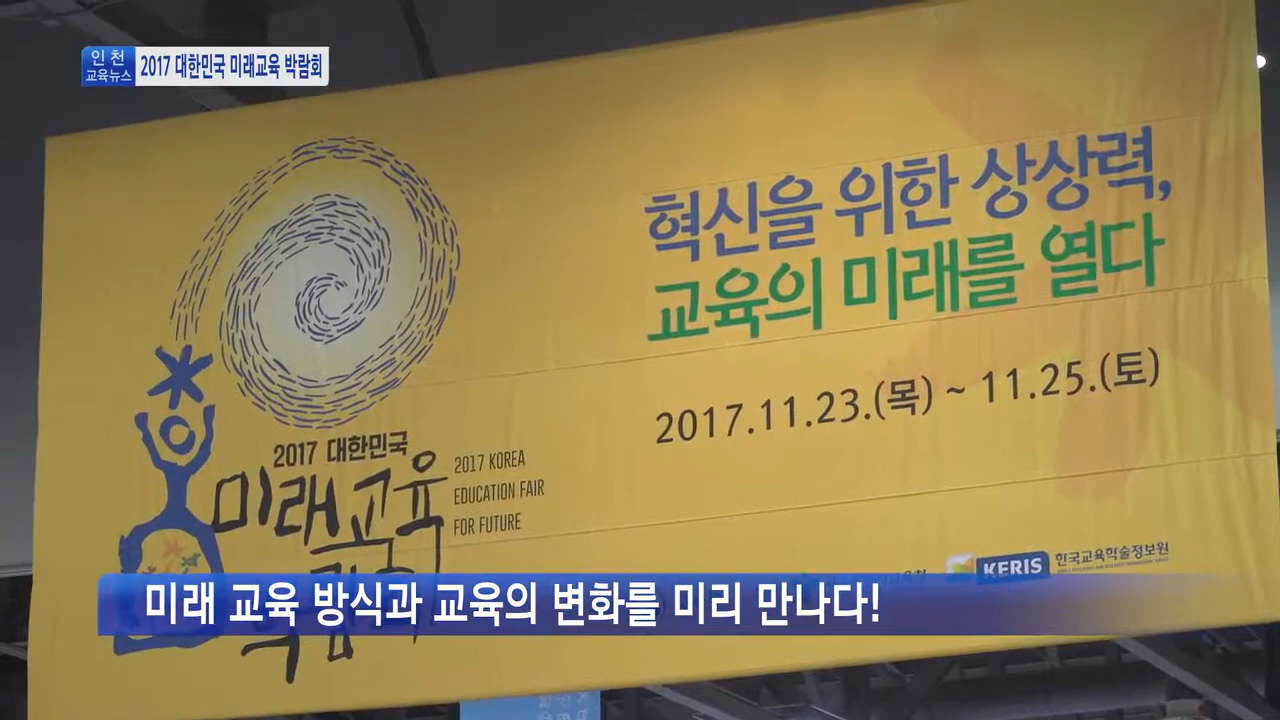 인천
교육뉴스
2017 대한민국 미래교육 박람회
혁신을 위한 상상력,
교육의 미래를 열다
2017.11.23.(목) ~ 11.25.(토)
2017 대한민국
미래교육
2017 KOREA
EDUCATION FAIR
FOR FUTURE
KERIS 한국교육학술정보원
미래 교육 방식과 교육의 변화를 미리 만나다!